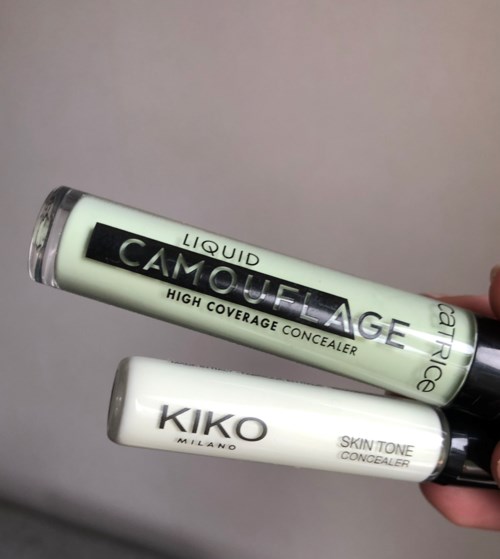 LIQUID
CAMOUFLAGE
HIGH COVERAGE CONCEALER
CATRICE
KIKO
MILANO
SKIN TONE
CONCEALER